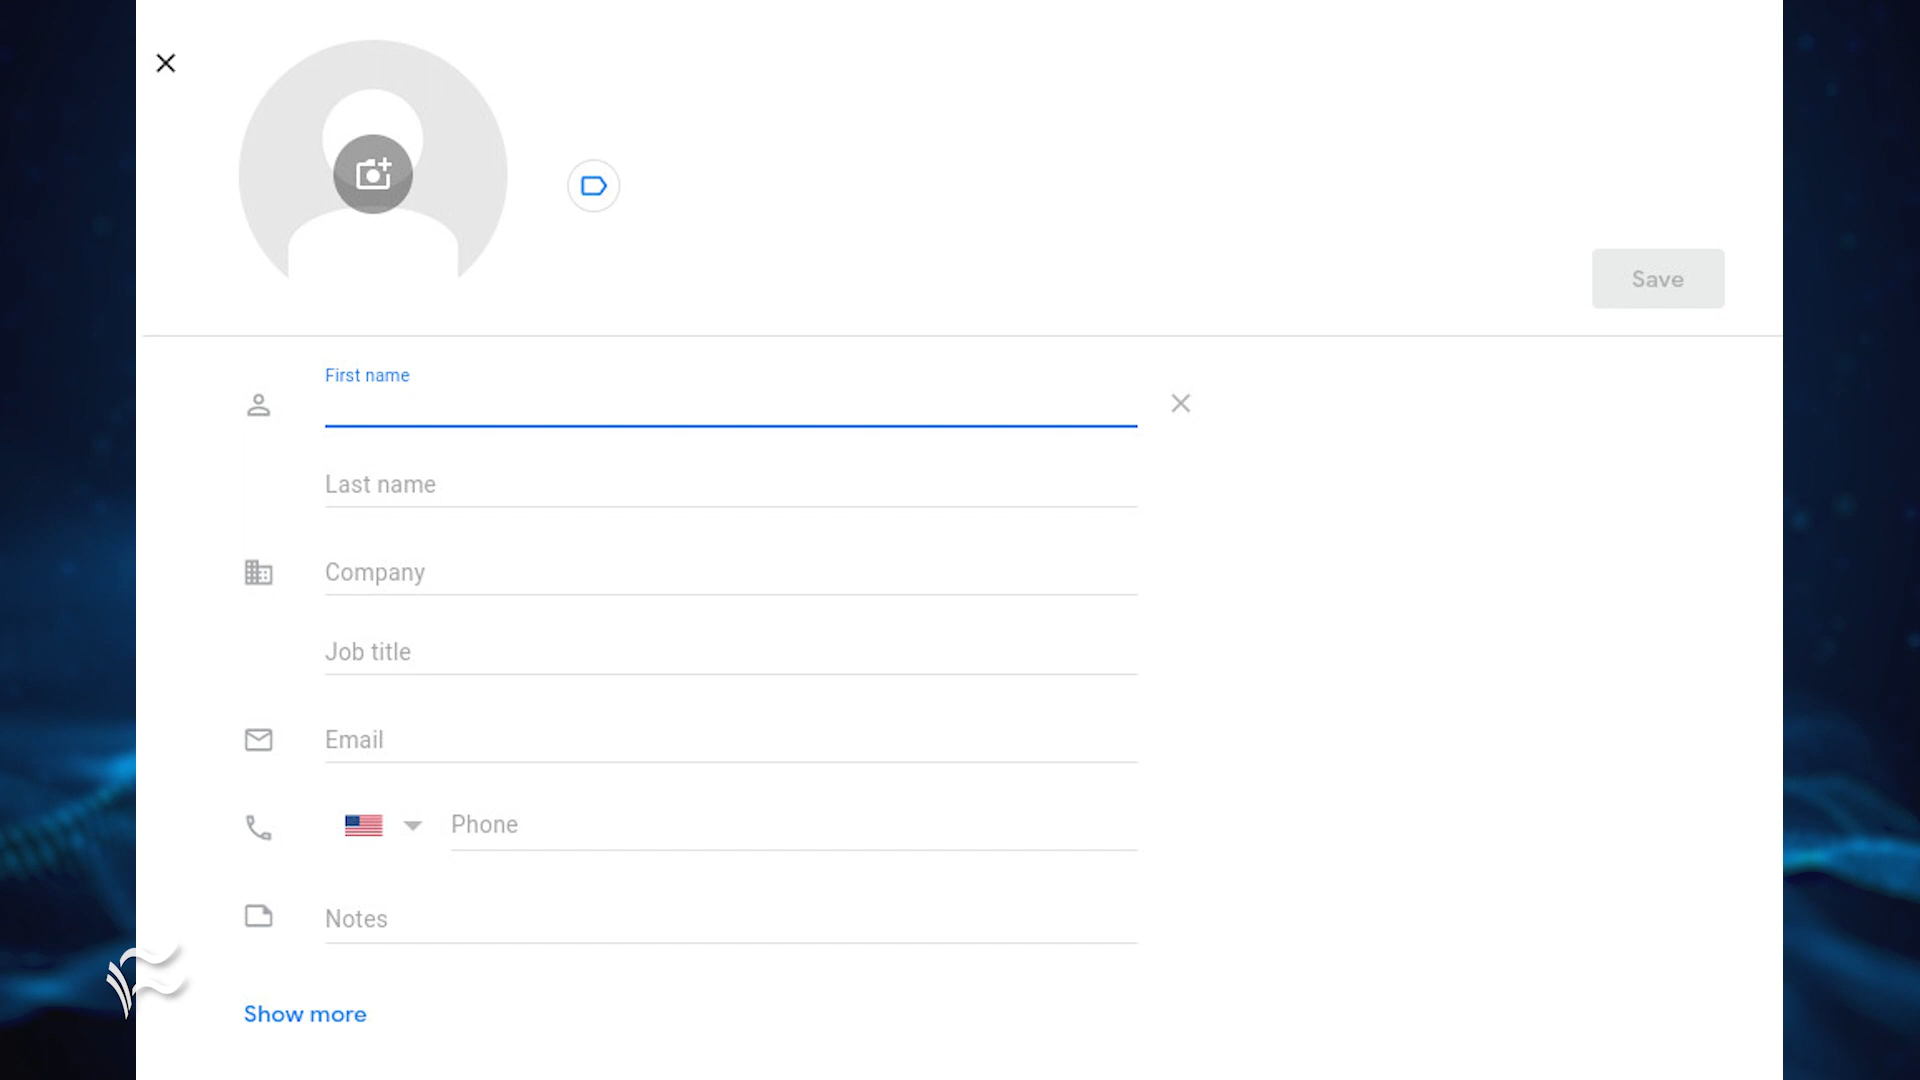 Save
First name
Last name
Company
Job title
Email
Phone
Notes
Show more